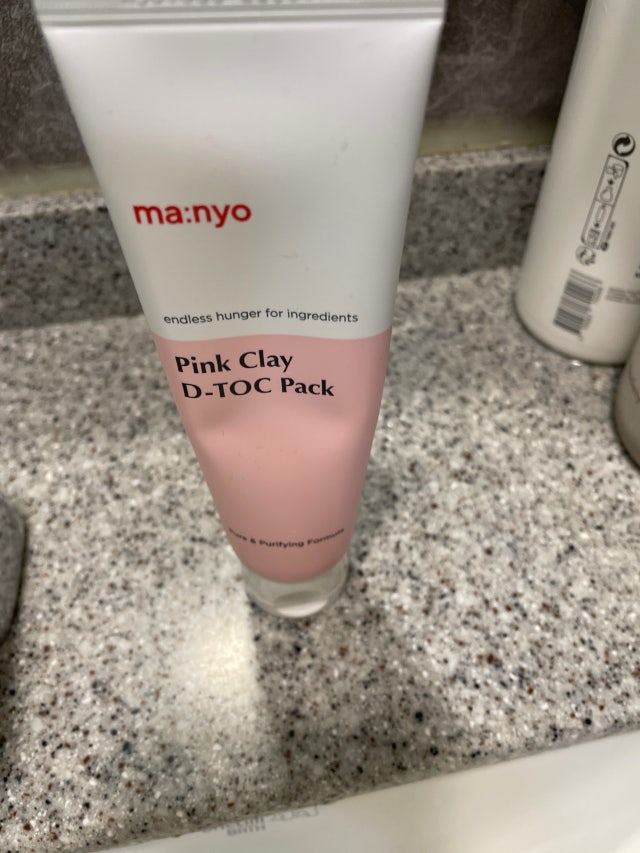 ma:nyo
endless hunger for ingredients
Pink Clay
D-TOC Pack
Pore & Purifying Formula